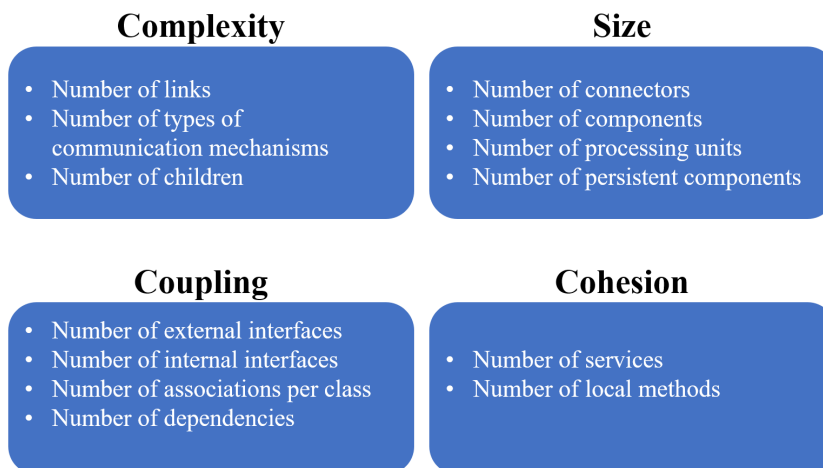 Complexity
• Number of links
• Number of types of
communication mechanisms
• Number of children
Size
• Number of connectors
• Number of components
• Number of processing units
• Number of persistent components
Coupling
• Number of external interfaces
• Number of internal interfaces
• Number of associations per class
• Number of dependencies
Cohesion
• Number of services
• Number of local methods